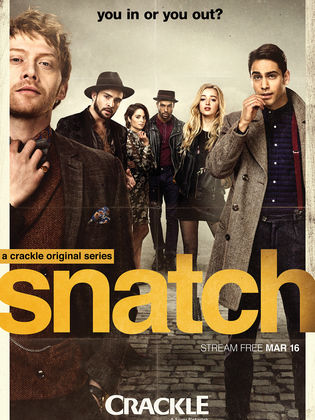 you in or you out?
a crackle original series
snatch
STREAM FREE MAR 16
CRACKLE